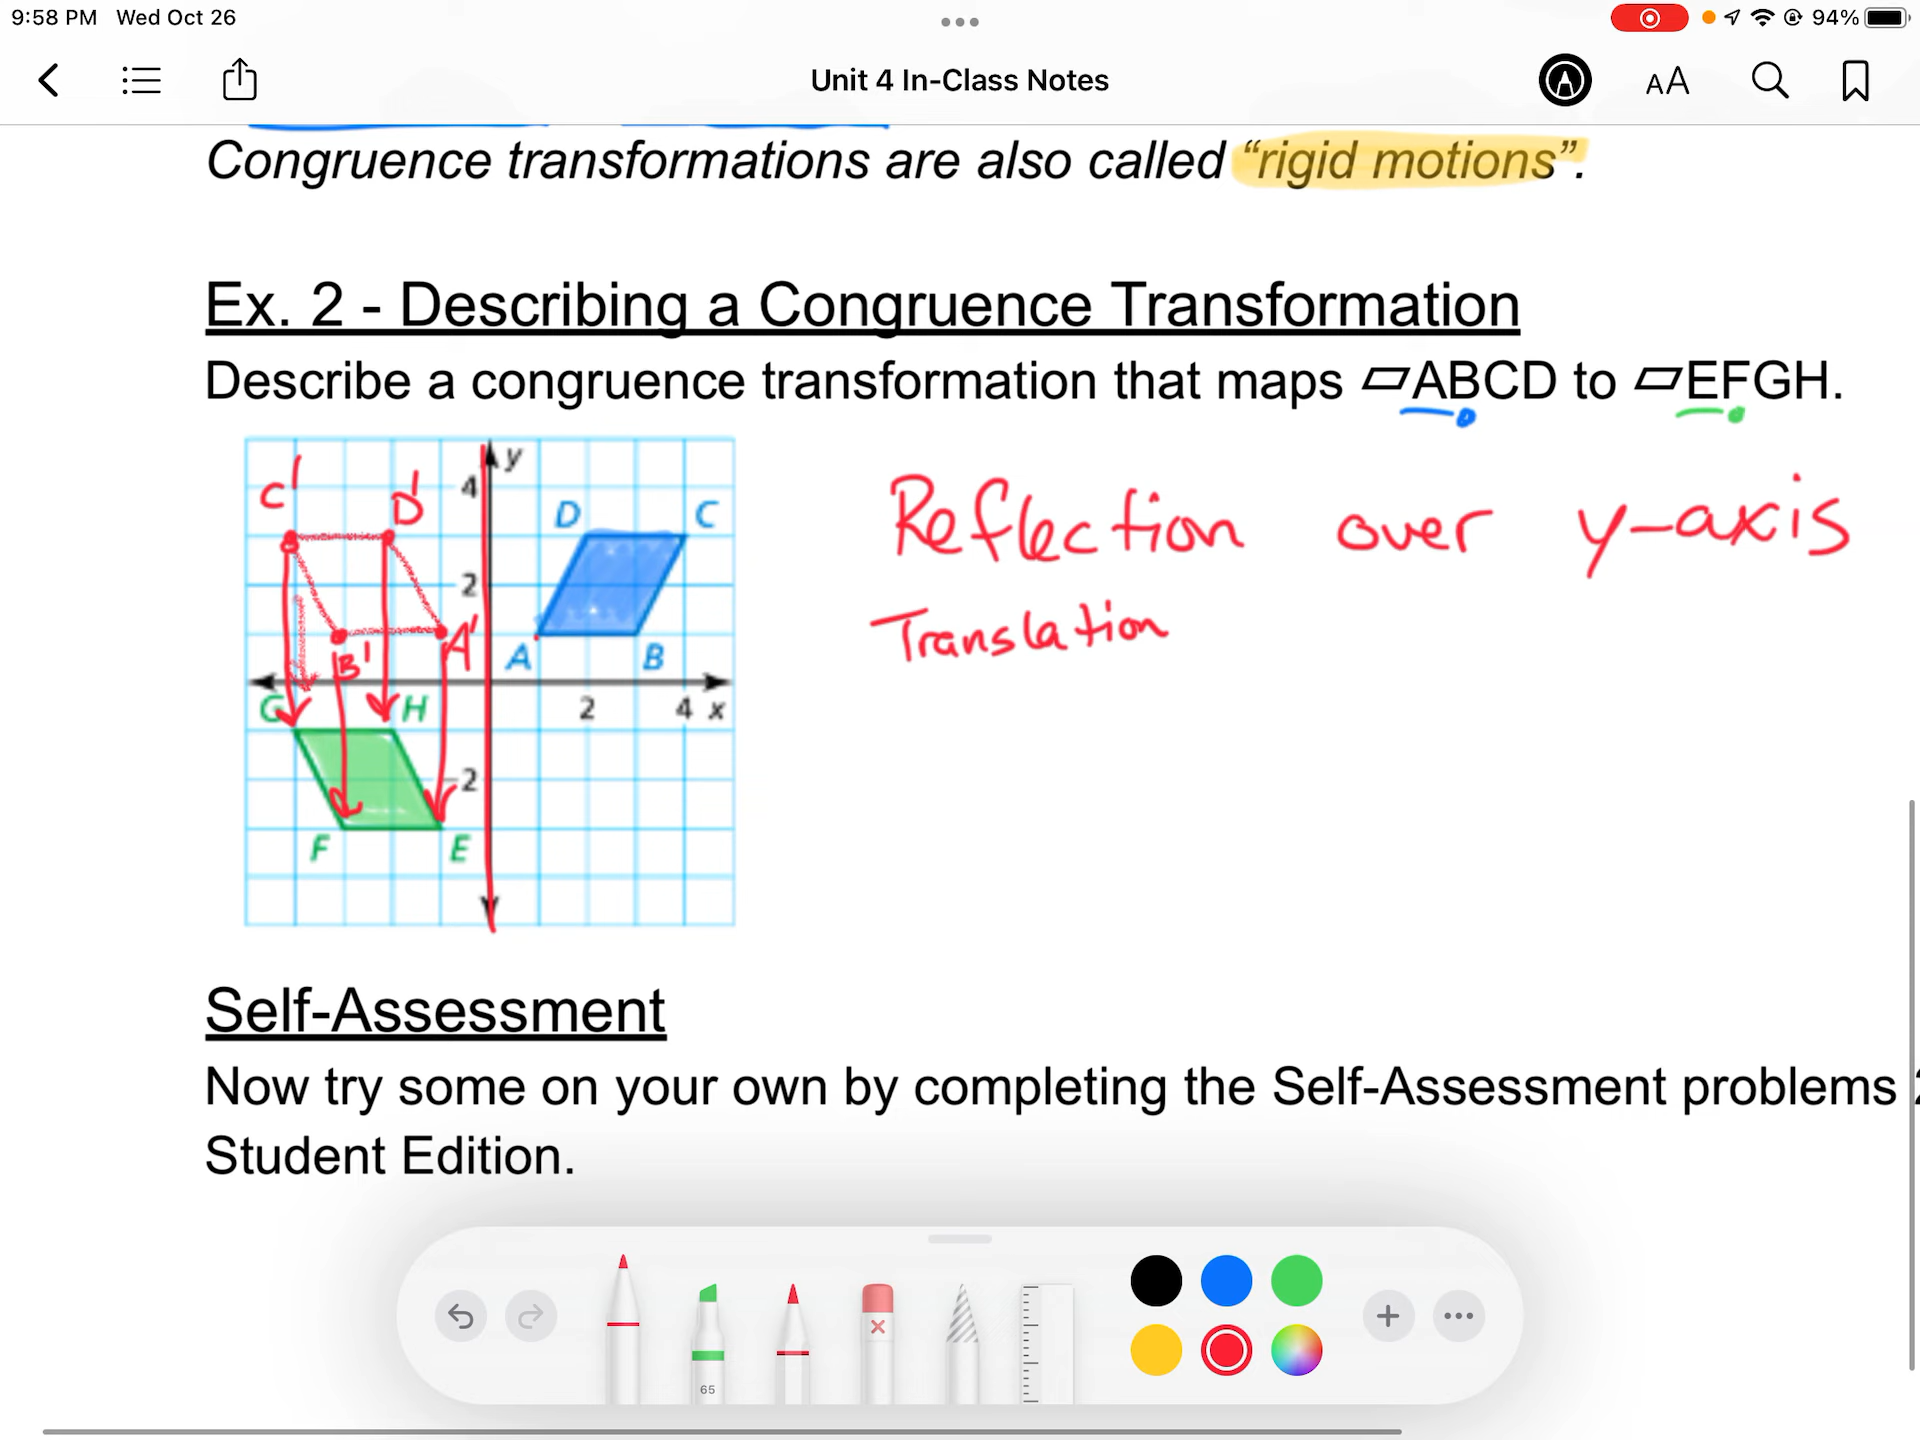 9:58 PM Wed Oct 26 94%
Unit 4 In-Class Notes AA
Congruence transformations are also called “rigid motions”.
Ex. 2 - Describing a Congruence Transformation
Describe a congruence transformation that maps ▱ABCD to ▱EFGH.
y
C' D' 4 D C
Reflection over y-axis
2
Translation
B' A' A B
G H 2 4 x
-2
F E
Self-Assessment
Now try some on your own by completing the Self-Assessment problems
Student Edition.
65